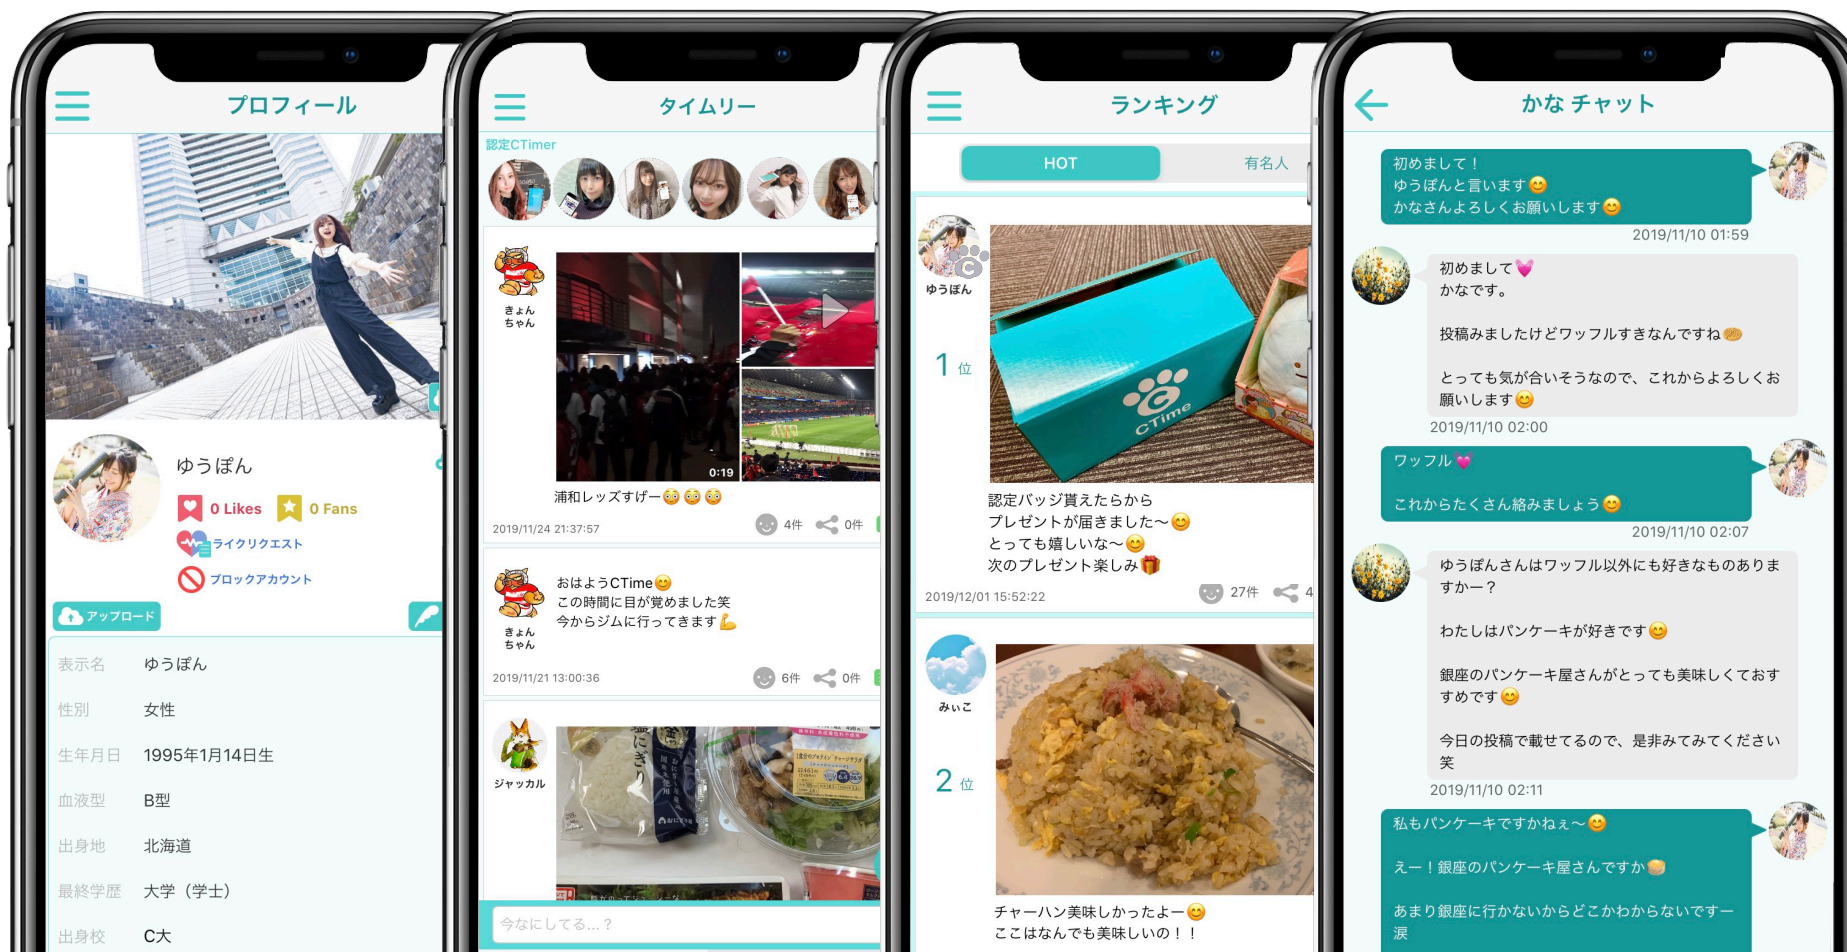 プロフィール
ゆうぽん
0 Likes
0 Fans
ライクリクエスト
ブロックアカウント
アップロード
表示名 ゆうぽん
性別 女性
生年月日 1995年1月14日生
血液型 B型
出身地 北海道
最終学歴 大学（学士）
出身校 C大
タイムリー
認定CTimer
きょん
ちゃん
0:19
浦和レッズすげー😳😳😳
2019/11/24 21:37:57
4件
0件
きょん
ちゃん
おはようCTime😊
この時間に目が覚めました笑
今からジムに行ってきます💪
2019/11/21 13:00:36
6件
0件
ジャッカル
塩にぎり
今なにしてる...？
ランキング
HOT
有名人
ゆうぽん
1位
C
CTime
認定バッジ貰えたらから
プレゼントが届きました〜😊
とっても嬉しいな〜😊
次のプレゼント楽しみ🎁
2019/12/01 15:52:22
27件
4
みぃこ
2位
チャーハン美味しかったよー😊
ここはなんでも美味しいの！！
かな チャット
初めまして！
ゆうぽんと言います😊
かなさんよろしくお願いします😊
2019/11/10 01:59
初めまして💓
かなです。
投稿みましたけどワッフルすきなんですね🥯
とっても気が合いそうなので、これからよろしくお
願いします😊
2019/11/10 02:00
ワッフル💓
これからたくさん絡みましょう😊
2019/11/10 02:07
ゆうぽんさんはワッフル以外にも好きなものありま
すかー？
わたしはパンケーキが好きです😊
銀座のパンケーキ屋さんがとっても美味しくておす
すめです😊
今日の投稿で載せてるので、是非みてみてください
笑
2019/11/10 02:11
私もパンケーキですかねぇ〜😊
えー！銀座のパンケーキ屋さんですか🥞
あまり銀座に行かないからどこかわからないですー
涙